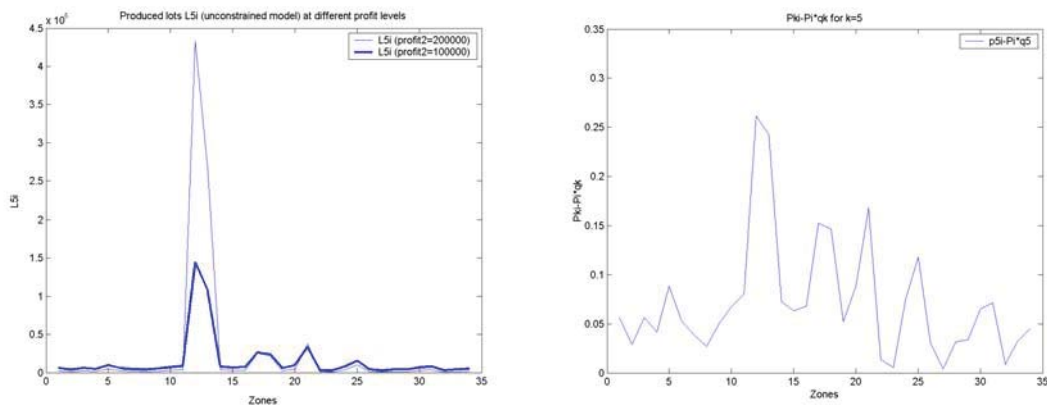 Produced lots L5i (unconstrained model) at different profit levels
x 10⁵
4.5
4
3.5
3
2.5
2
1.5
1
0.5
0
L5i
0 5 10 15 20 25 30 35
Zones
L5i (profit2=200000)
L5i (profit2=100000)
Pki-Pi*qk for k=5
0.35
0.3
0.25
0.2
0.15
0.1
0.05
0
Pki-Pi*qk
0 5 10 15 20 25 30 35
Zones
p5i-Pi*q5